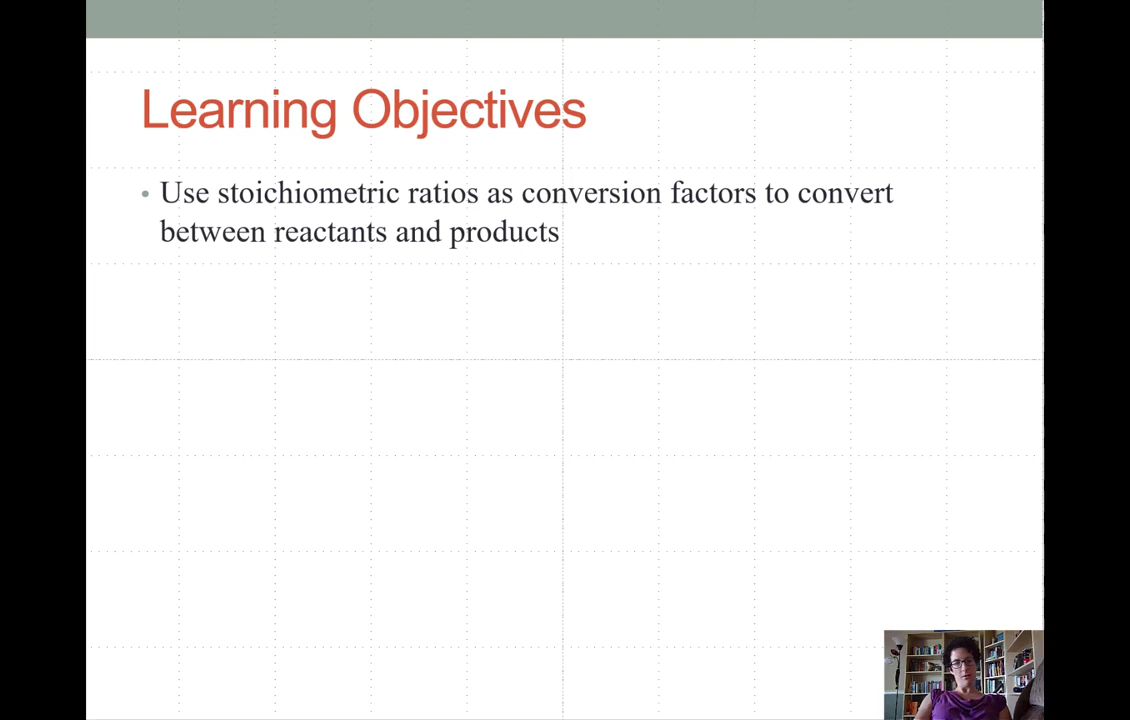 Learning Objectives
• Use stoichiometric ratios as conversion factors to convert
between reactants and products